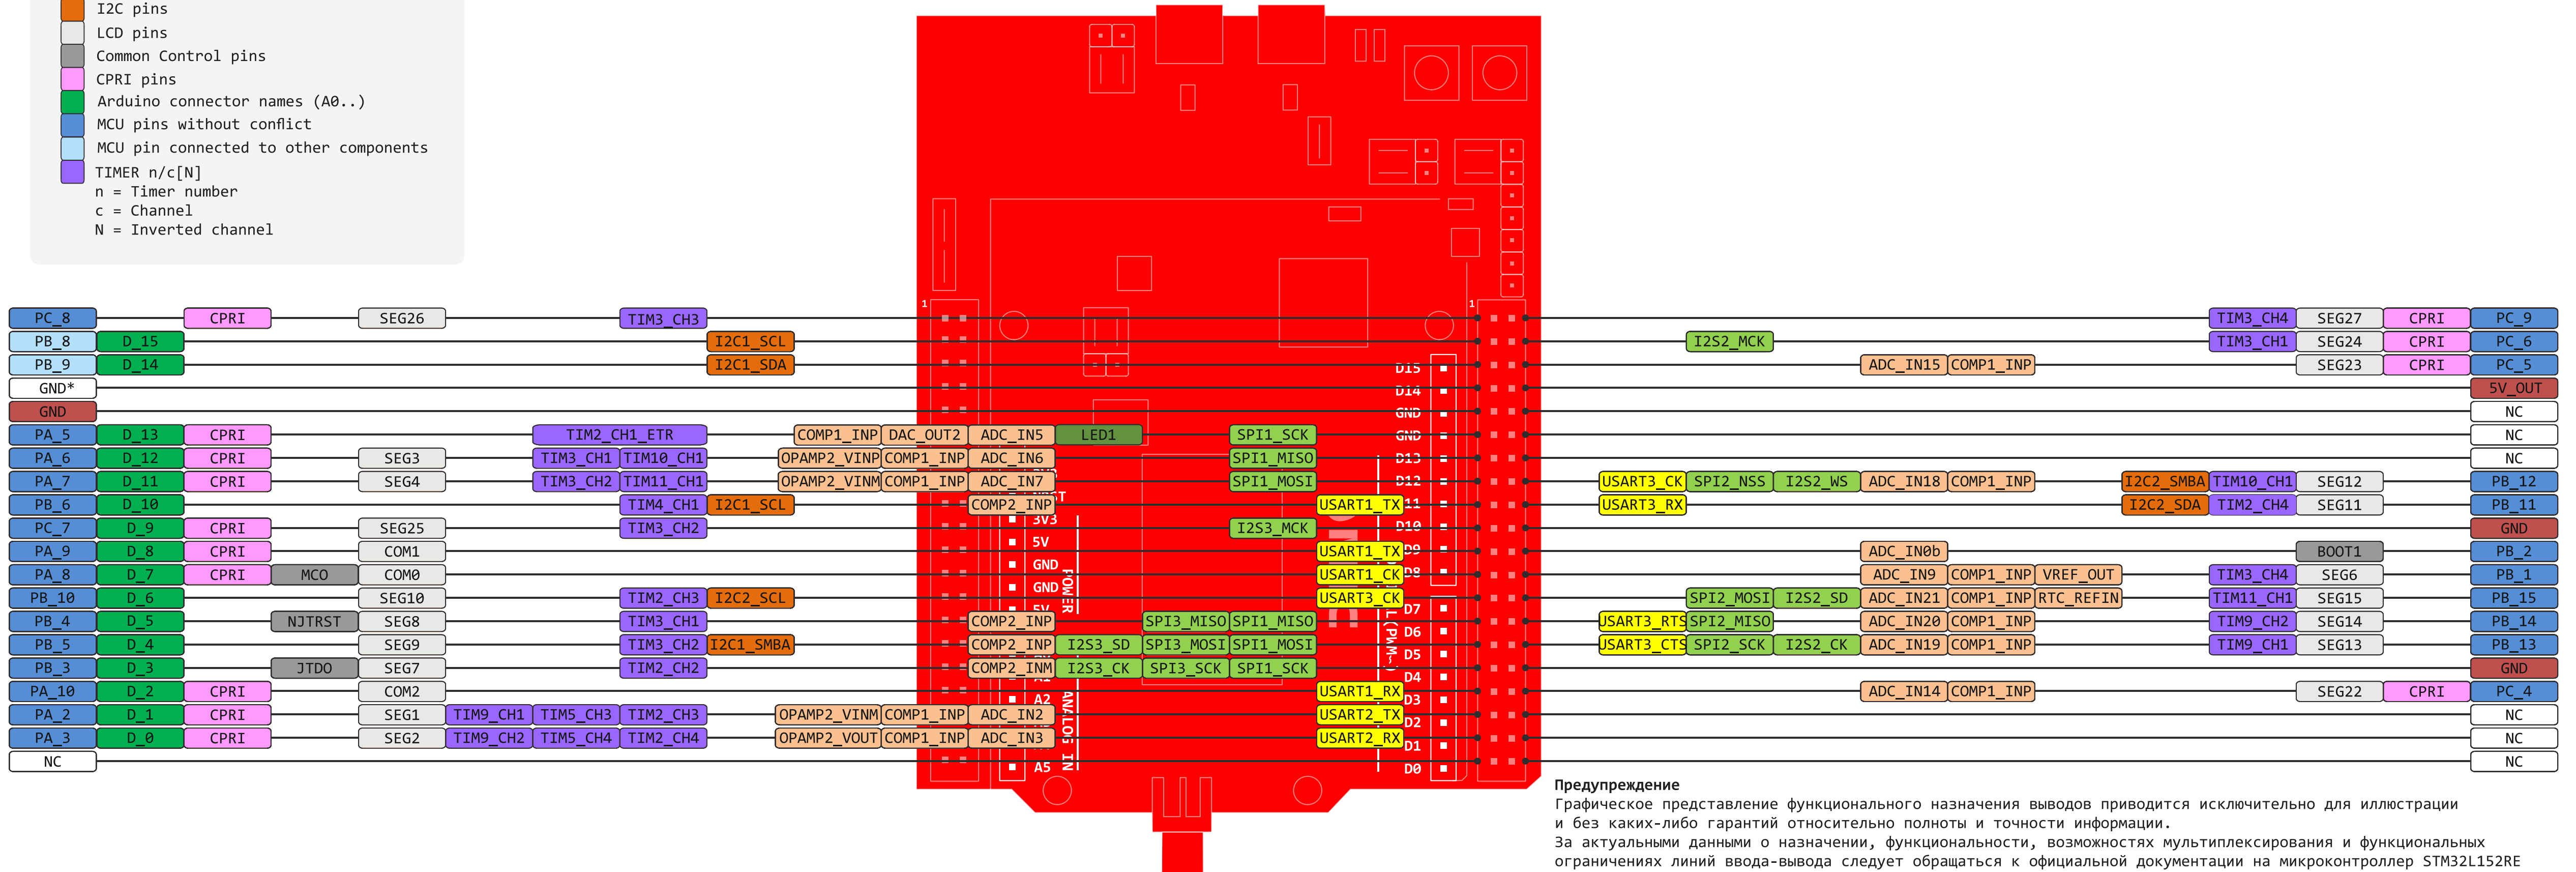 I2C pins
LCD pins
Common Control pins
CPRI pins
Arduino connector names (A0..)
MCU pins without conflict
MCU pin connected to other components
TIMER n/c[N]
n = Timer number
c = Channel
N = Inverted channel
1 1
PC_8 CPRI SEG26 TIM3_CH3 TIM3_CH4 SEG27 CPRI PC_9
PB_8 D_15 I2C1_SCL I2S2_MCK TIM3_CH1 SEG24 CPRI PC_6
PB_9 D_14 I2C1_SDA D15 ADC_IN15 COMP1_INP SEG23 CPRI PC_5
GND* D14 5V_OUT
GND GND NC
PA_5 D_13 CPRI TIM2_CH1_ETR COMP1_INP DAC_OUT2 ADC_IN5 LED1 SPI1_SCK GND NC
PA_6 D_12 CPRI SEG3 TIM3_CH1 TIM10_CH1 OPAMP2_VINP COMP1_INP ADC_IN6 SPI1_MISO D13 NC
PA_7 D_11 CPRI SEG4 TIM3_CH2 TIM11_CH1 OPAMP2_VINM COMP1_INP ADC_IN7 SPI1_MOSI D12 USART3_CK SPI2_NSS I2S2_WS ADC_IN18 COMP1_INP I2C2_SMBA TIM10_CH1 SEG12 PB_12
PB_6 D_10 TIM4_CH1 I2C1_SCL COMP2_INP USART1_TX USART3_RX I2C2_SDA TIM2_CH4 SEG11 PB_11
PC_7 D_9 CPRI SEG25 TIM3_CH2 3V3 I2S3_MCK D10 GND
PA_9 D_8 CPRI COM1 5V USART1_TX D9 ADC_IN0b BOOT1 PB_2
PA_8 D_7 CPRI MCO COM0 GND USART1_CK D8 ADC_IN9 COMP1_INP VREF_OUT TIM3_CH4 SEG6 PB_1
PB_10 D_6 SEG10 TIM2_CH3 I2C2_SCL GND POWER USART3_CK D7 SPI2_MOSI I2S2_SD ADC_IN21 COMP1_INP RTC_REFIN TIM11_CH1 SEG15 PB_15
PB_4 D_5 NJTRST SEG8 TIM3_CH1 COMP2_INP SPI3_MISO SPI1_MISO D6 USART3_RTS SPI2_MISO ADC_IN20 COMP1_INP TIM9_CH2 SEG14 PB_14
PB_5 D_4 SEG9 TIM3_CH2 I2C1_SMBA COMP2_INP I2S3_SD SPI3_MOSI SPI1_MOSI D5 USART3_CTS SPI2_SCK I2S2_CK ADC_IN19 COMP1_INP TIM9_CH1 SEG13 PB_13
PB_3 D_3 JTDO SEG7 TIM2_CH2 COMP2_INM I2S3_CK SPI3_SCK SPI1_SCK D4 GND
PA_10 D_2 CPRI COM2 A2 USART1_RX D3 ADC_IN14 COMP1_INP SEG22 CPRI PC_4
PA_2 D_1 CPRI SEG1 TIM9_CH1 TIM5_CH3 TIM2_CH3 OPAMP2_VINM COMP1_INP ADC_IN2 ANALOG IN USART2_TX D2 NC
PA_3 D_0 CPRI SEG2 TIM9_CH2 TIM5_CH4 TIM2_CH4 OPAMP2_VOUT COMP1_INP ADC_IN3 USART2_RX D1 NC
NC A5 D0 NC
Предупреждение
Графическое представление функционального назначения выводов приводится исключительно для иллюстрации
и без каких-либо гарантий относительно полноты и точности информации.
За актуальными данными о назначении, функциональности, возможностях мультиплексирования и функциональных
ограничениях линий ввода-вывода следует обращаться к официальной документации на микроконтроллер STM32L152RE